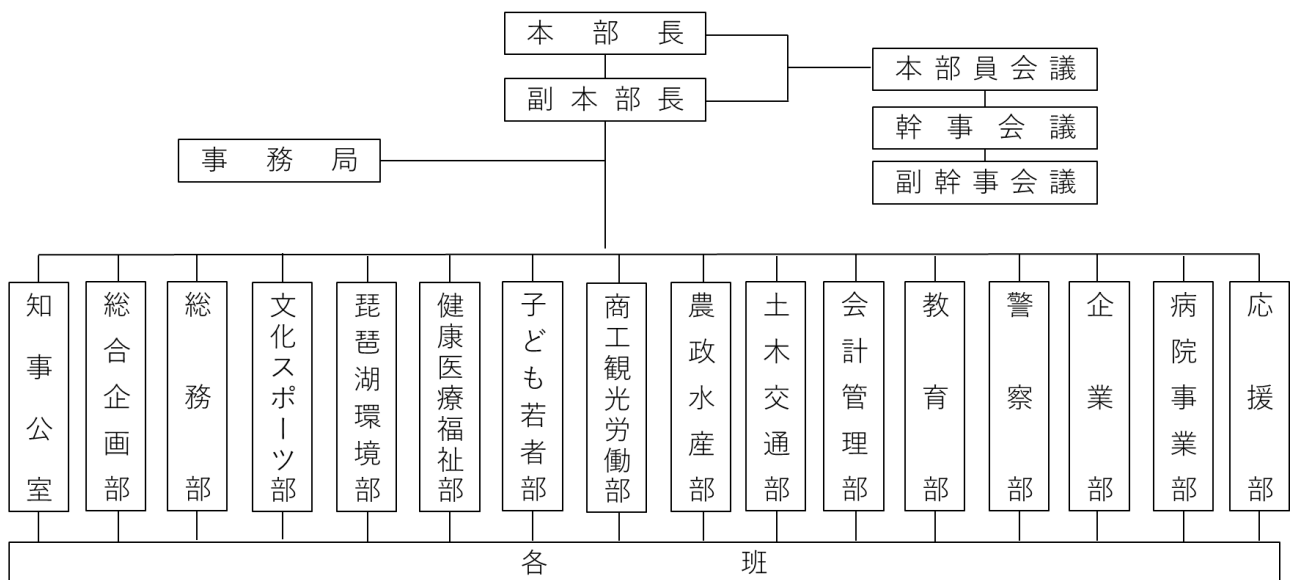 本部長
副本部長
本部員会議
幹事会議
副幹事会議
事務局
知事公室
総合企画部
総務部
文化スポーツ部
琵琶湖環境部
健康医療福祉部
子ども若者部
商工観光労働部
農政水産部
土木交通部
会計管理部
教育部
警察部
企業部
病院事業部
応援部
各班